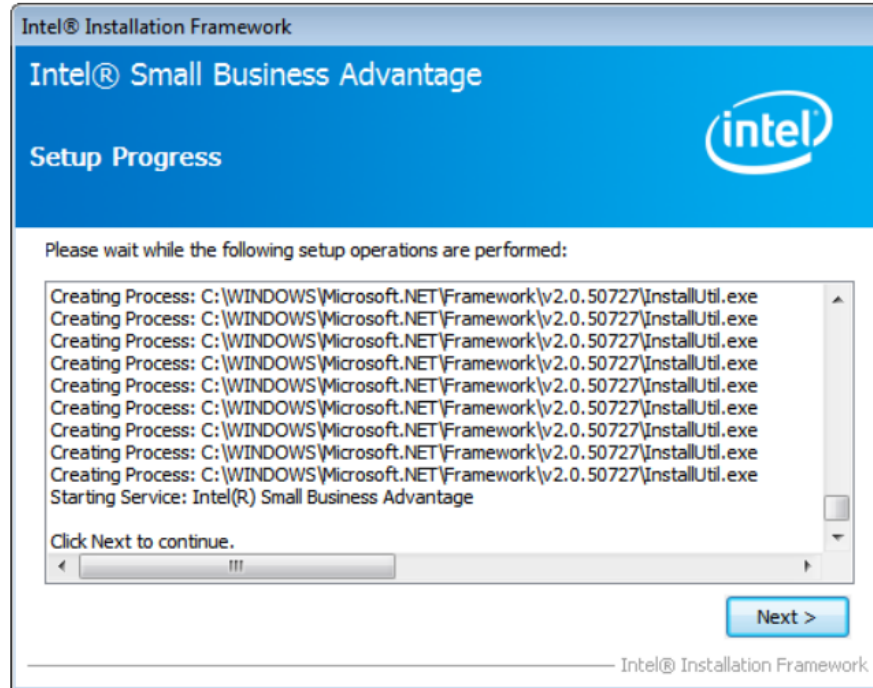 Intel® Installation Framework
Intel® Small Business Advantage
intel
Setup Progress
Please wait while the following setup operations are performed:
Creating Process: C:\WINDOWS\Microsoft.NET\Framework\v2.0.50727\InstallUtil.exe
Creating Process: C:\WINDOWS\Microsoft.NET\Framework\v2.0.50727\InstallUtil.exe
Creating Process: C:\WINDOWS\Microsoft.NET\Framework\v2.0.50727\InstallUtil.exe
Creating Process: C:\WINDOWS\Microsoft.NET\Framework\v2.0.50727\InstallUtil.exe
Creating Process: C:\WINDOWS\Microsoft.NET\Framework\v2.0.50727\InstallUtil.exe
Creating Process: C:\WINDOWS\Microsoft.NET\Framework\v2.0.50727\InstallUtil.exe
Creating Process: C:\WINDOWS\Microsoft.NET\Framework\v2.0.50727\InstallUtil.exe
Creating Process: C:\WINDOWS\Microsoft.NET\Framework\v2.0.50727\InstallUtil.exe
Creating Process: C:\WINDOWS\Microsoft.NET\Framework\v2.0.50727\InstallUtil.exe
Starting Service: Intel(R) Small Business Advantage
Click Next to continue.
Next >
Intel® Installation Framework